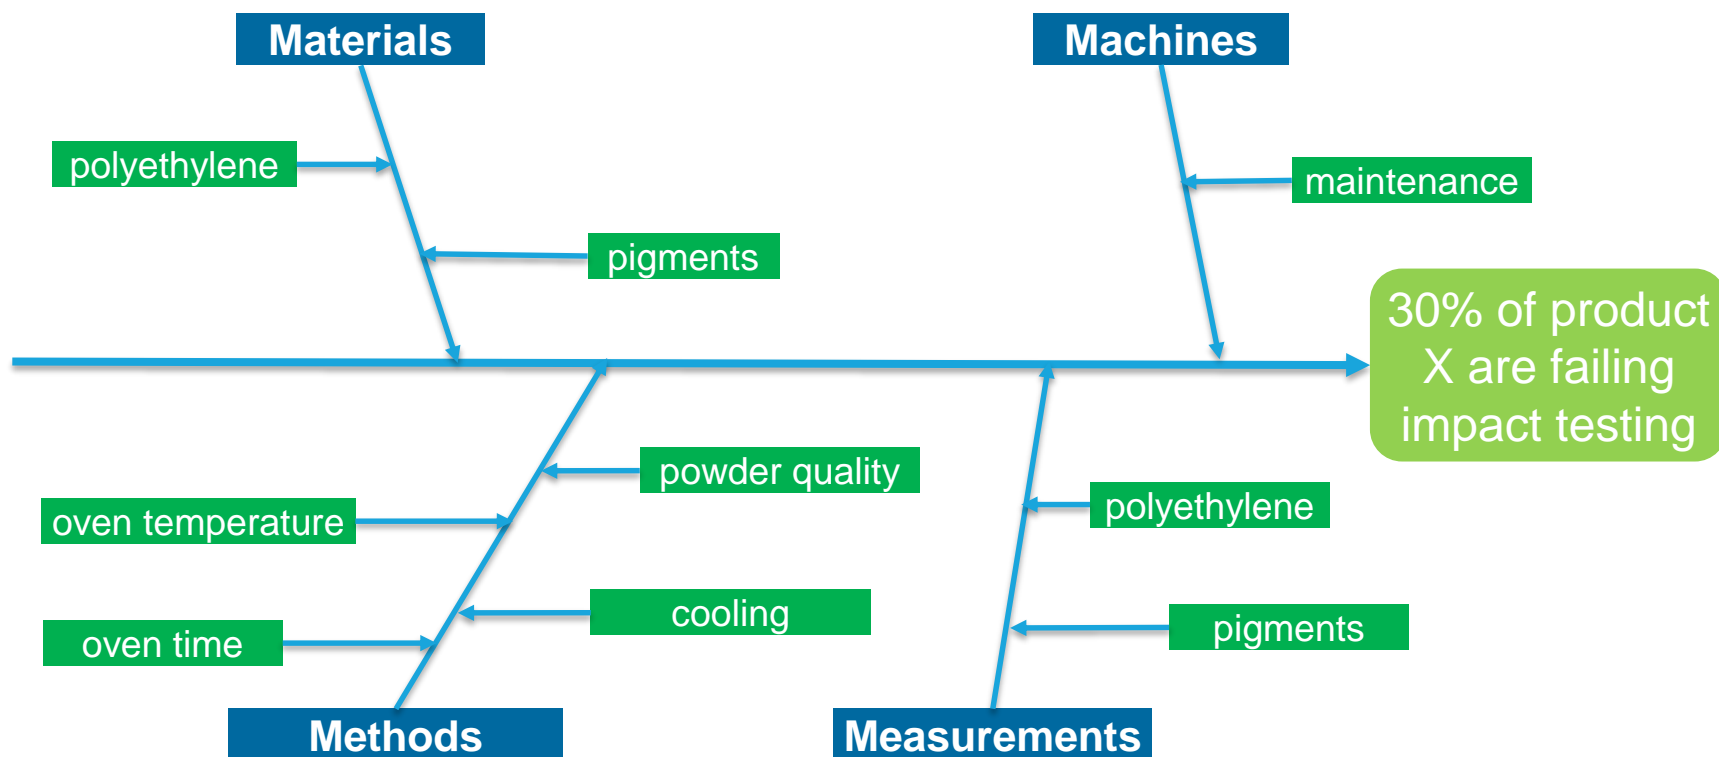 Materials
Machines
polyethylene
maintenance
pigments
30% of product
X are failing
impact testing
powder quality
oven temperature
polyethylene
cooling
oven time
pigments
Methods
Measurements